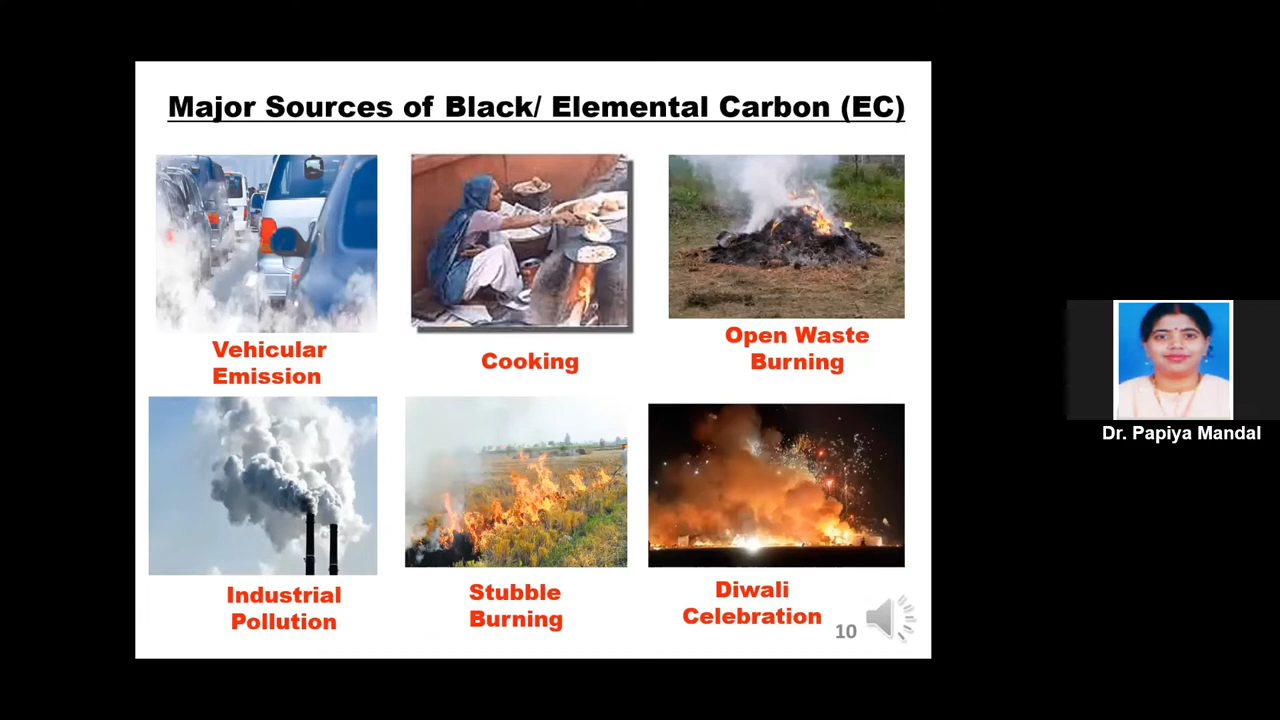 Major Sources of Black/ Elemental Carbon (EC)
Vehicular
Emission
Cooking
Open Waste
Burning
Industrial
Pollution
Stubble
Burning
Diwali
Celebration
10
Dr. Papiya Mandal